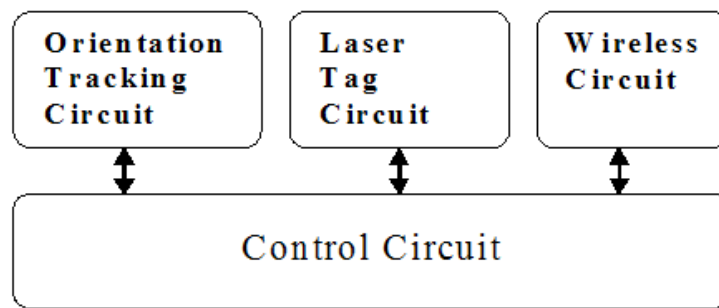 Orientation
Tracking
Circuit
Laser
Tag
Circuit
Wireless
Circuit
Control Circuit